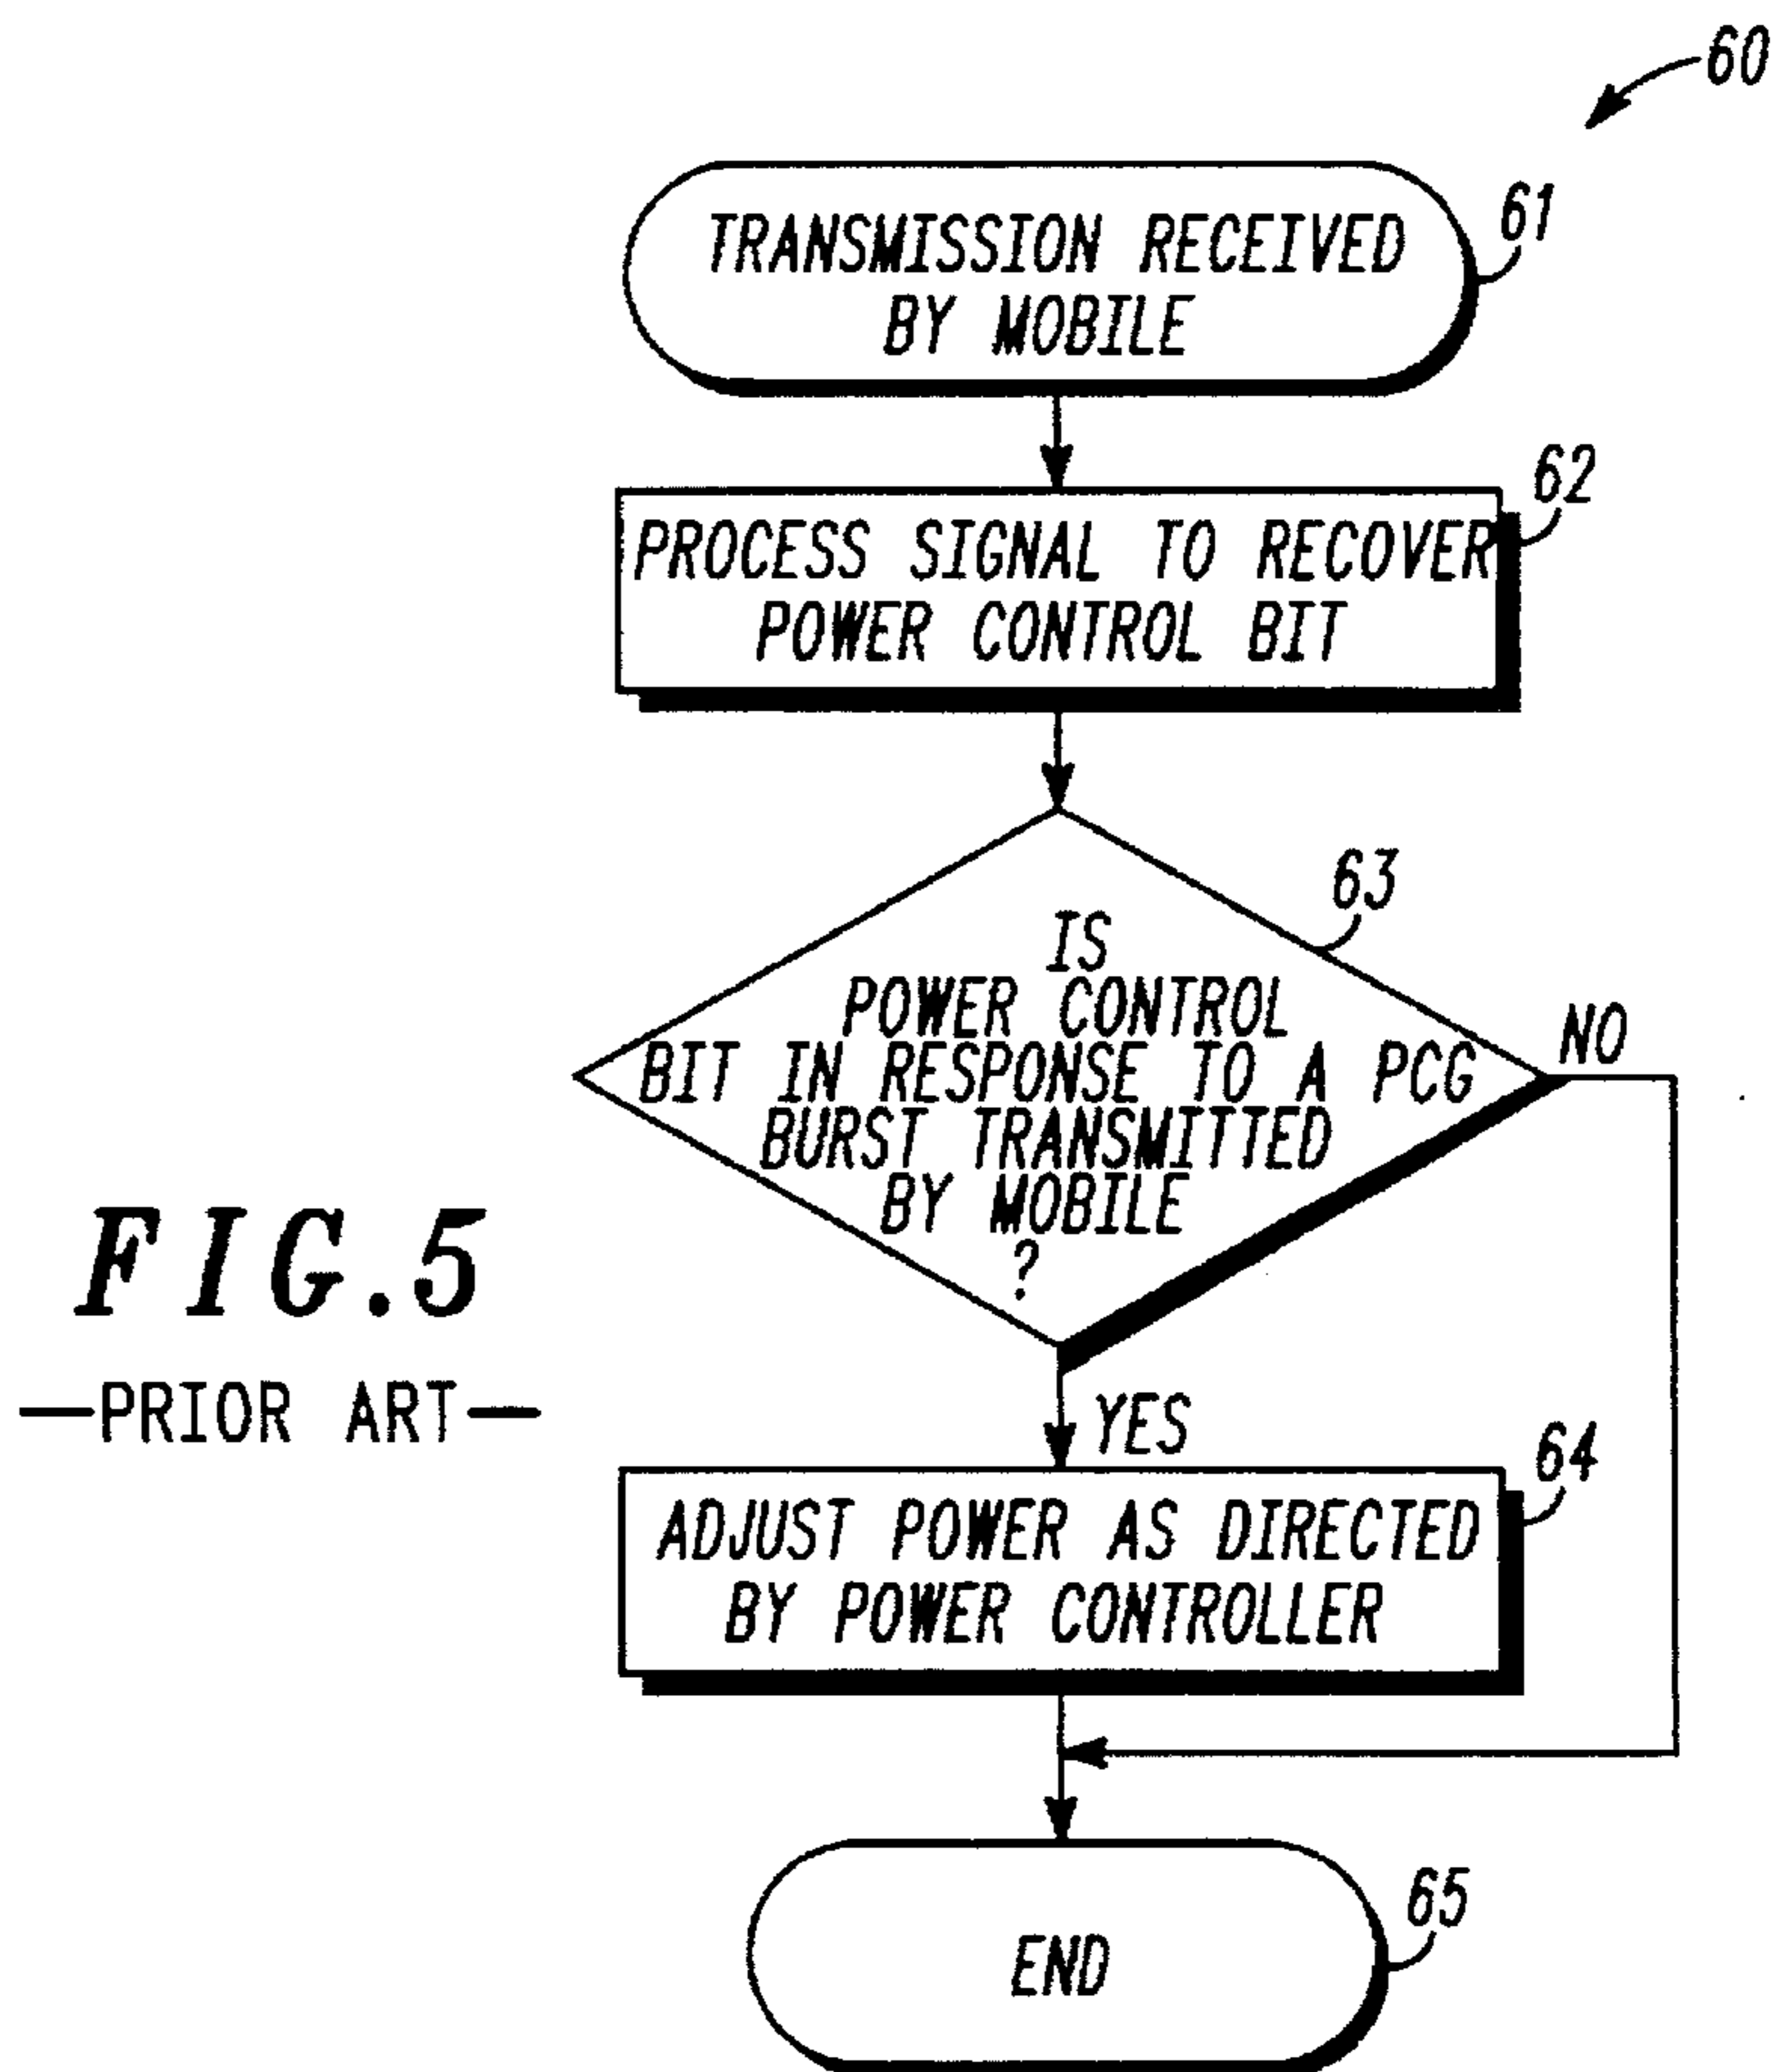 60
TRANSMISSION RECEIVED
BY MOBILE
61
PROCESS SIGNAL TO RECOVER
POWER CONTROL BIT
62
63
IS
POWER CONTROL
BIT IN RESPONSE TO A PCG
BURST TRANSMITTED
BY MOBILE
?
NO
YES
FIG.5
—PRIOR ART—
ADJUST POWER AS DIRECTED
BY POWER CONTROLLER
64
END
65